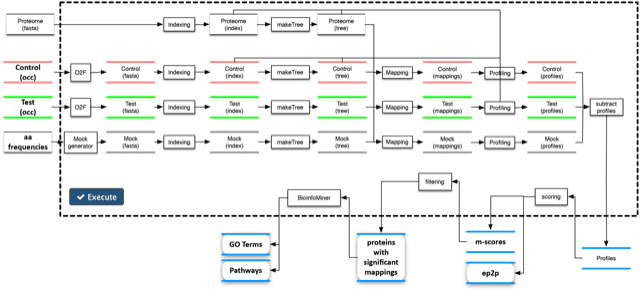 Proteome
(fasta)
Indexing
Proteome
(index)
makeTree
Proteome
(tree)
Control
(occ)
O2F
Control
(fasta)
Indexing
Control
(index)
makeTree
Control
(tree)
Mapping
Control
(mappings)
Profiling
Control
(profiles)
Test
(occ)
O2F
Test
(fasta)
Indexing
Test
(index)
makeTree
Test
(tree)
Mapping
Test
(mappings)
Profiling
Test
(profiles)
subtract
profiles
aa
frequencies
Mock
generator
Mock
(fasta)
Indexing
Mock
(index)
makeTree
Mock
(tree)
Mapping
Mock
(mappings)
Profiling
Mock
(profiles)
Execute
BioInfoMiner
filtering
scoring
GO Terms
Pathways
proteins
with
significant
mappings
m-scores
ep2p
Profiles